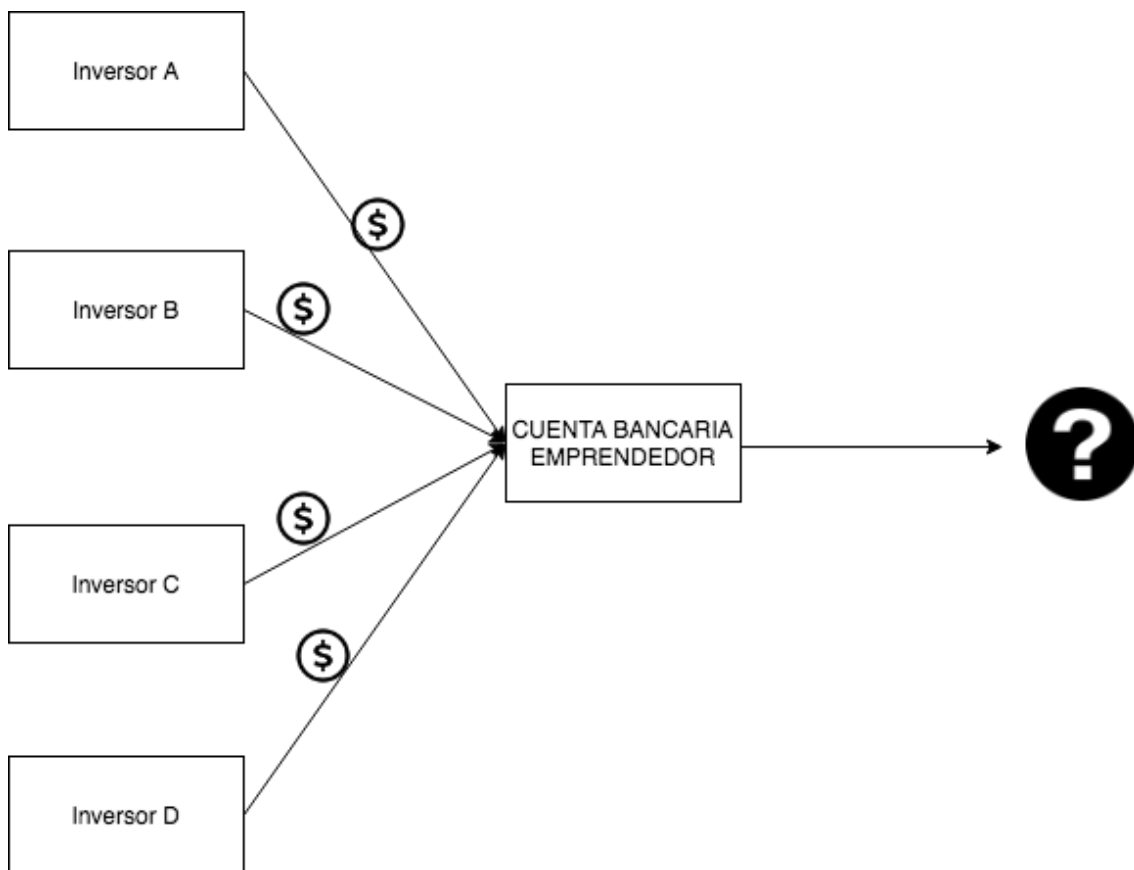 Inversor A
$
Inversor B
$
CUENTA BANCARIA
EMPRENDEDOR
?
$
Inversor C
$
Inversor D